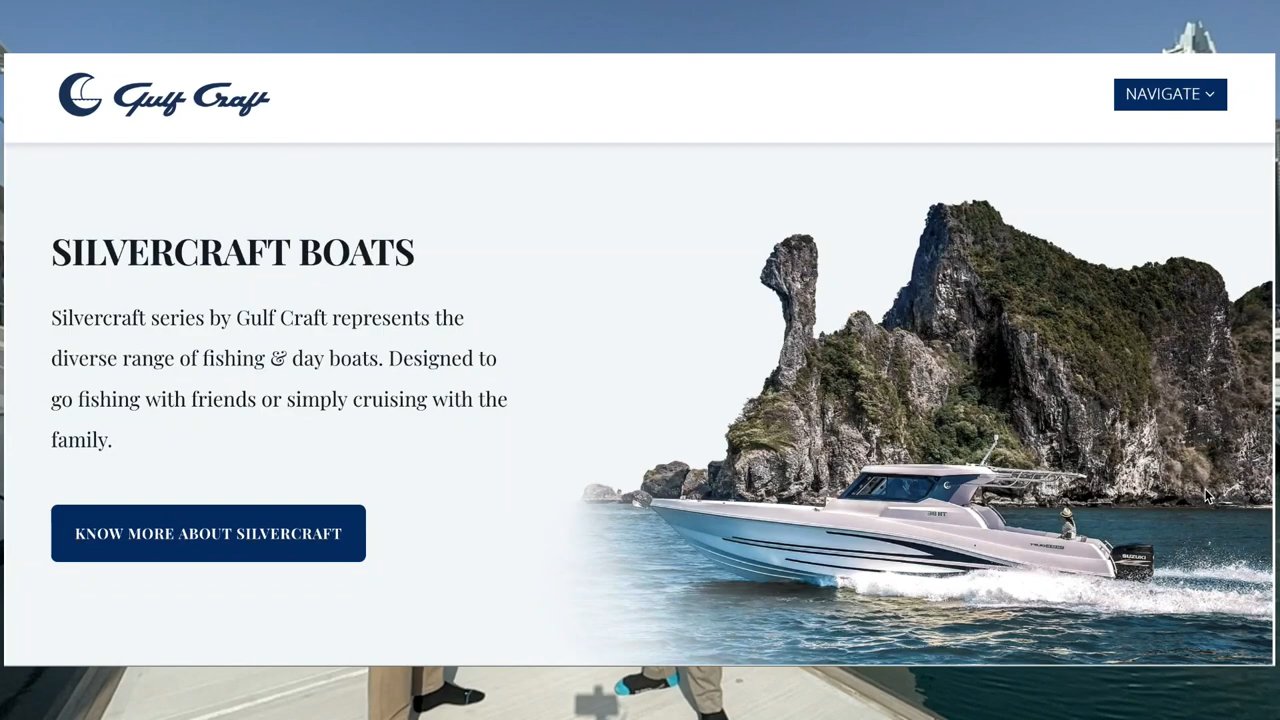 Gulf Craft
NAVIGATE
SILVERCRAFT BOATS
Silvercraft series by Gulf Craft represents the
diverse range of fishing & day boats. Designed to
go fishing with friends or simply cruising with the
family.
KNOW MORE ABOUT SILVERCRAFT
SUZUKI